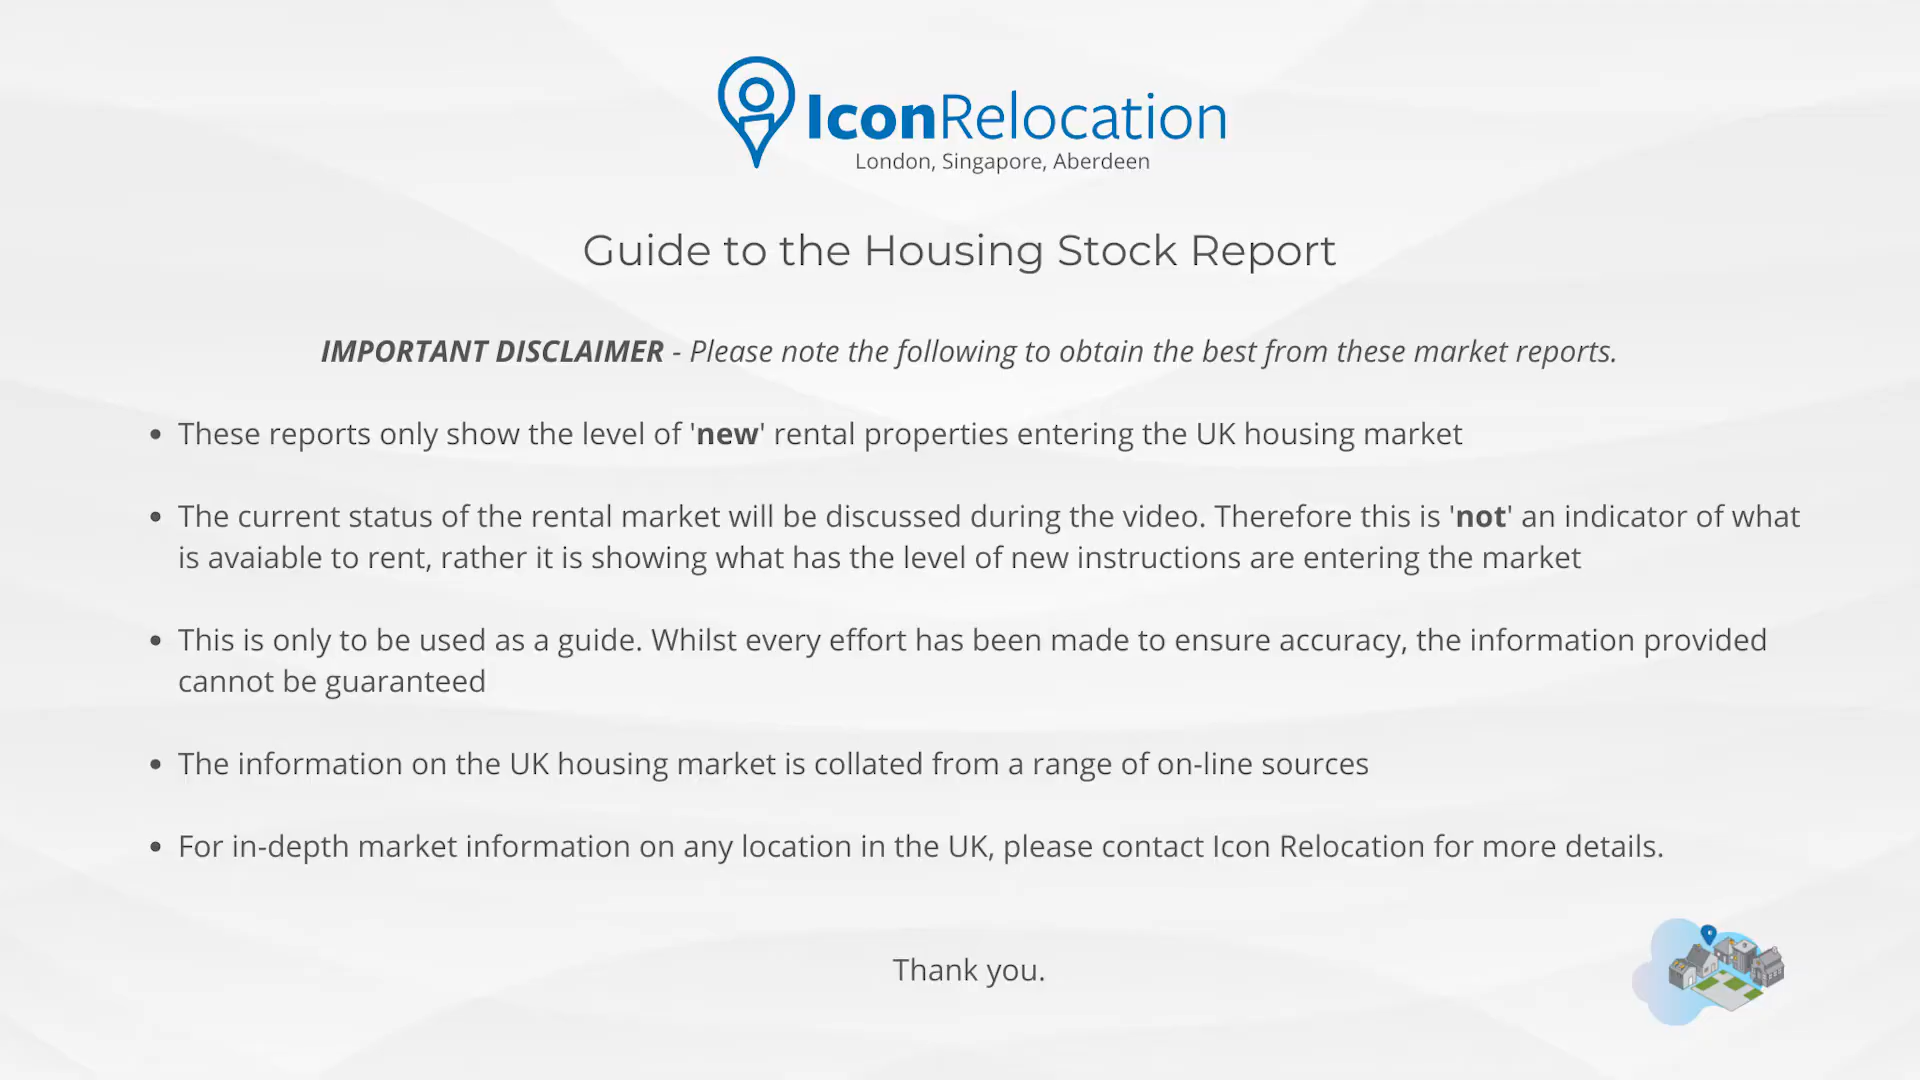 IconRelocation
London, Singapore, Aberdeen
Guide to the Housing Stock Report
IMPORTANT DISCLAIMER - Please note the following to obtain the best from these market reports.
• These reports only show the level of 'new' rental properties entering the UK housing market
• The current status of the rental market will be discussed during the video. Therefore this is 'not' an indicator of what
is avaiable to rent, rather it is showing what has the level of new instructions are entering the market
• This is only to be used as a guide. Whilst every effort has been made to ensure accuracy, the information provided
cannot be guaranteed
• The information on the UK housing market is collated from a range of on-line sources
• For in-depth market information on any location in the UK, please contact Icon Relocation for more details.
Thank you.